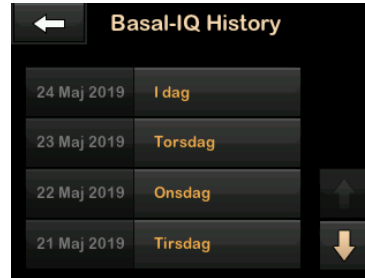 Basal-IQ History
24 Maj 2019 I dag
23 Maj 2019 Torsdag
22 Maj 2019 Onsdag
21 Maj 2019 Tirsdag